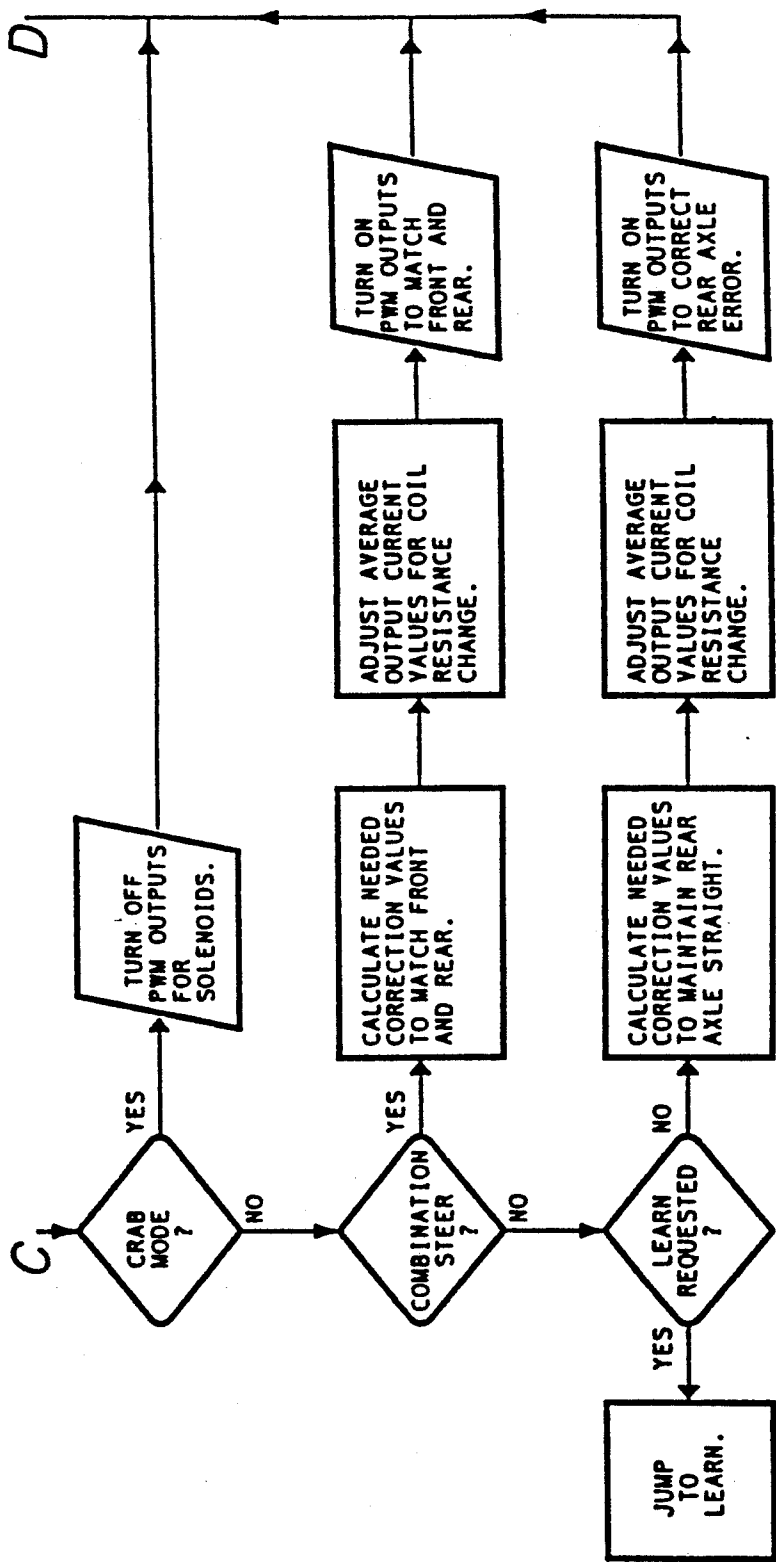 C
D
CRAB
MODE
?
YES
TURN OFF
PWM OUTPUTS
FOR
SOLENOIDS.
NO
COMBINATION
STEER
?
YES
CALCULATE NEEDED
CORRECTION VALUES
TO MATCH FRONT
AND REAR.
ADJUST AVERAGE
OUTPUT CURRENT
VALUES FOR COIL
RESISTANCE
CHANGE.
TURN ON
PWM OUTPUTS
TO MATCH
FRONT AND
REAR.
NO
JUMP
TO
LEARN.
YES
LEARN
REQUESTED
?
NO
CALCULATE NEEDED
CORRECTION VALUES
TO MAINTAIN REAR
AXLE STRAIGHT.
ADJUST AVERAGE
OUTPUT CURRENT
VALUES FOR COIL
RESISTANCE
CHANGE.
TURN ON
PWM OUTPUTS
TO CORRECT
REAR AXLE
ERROR.